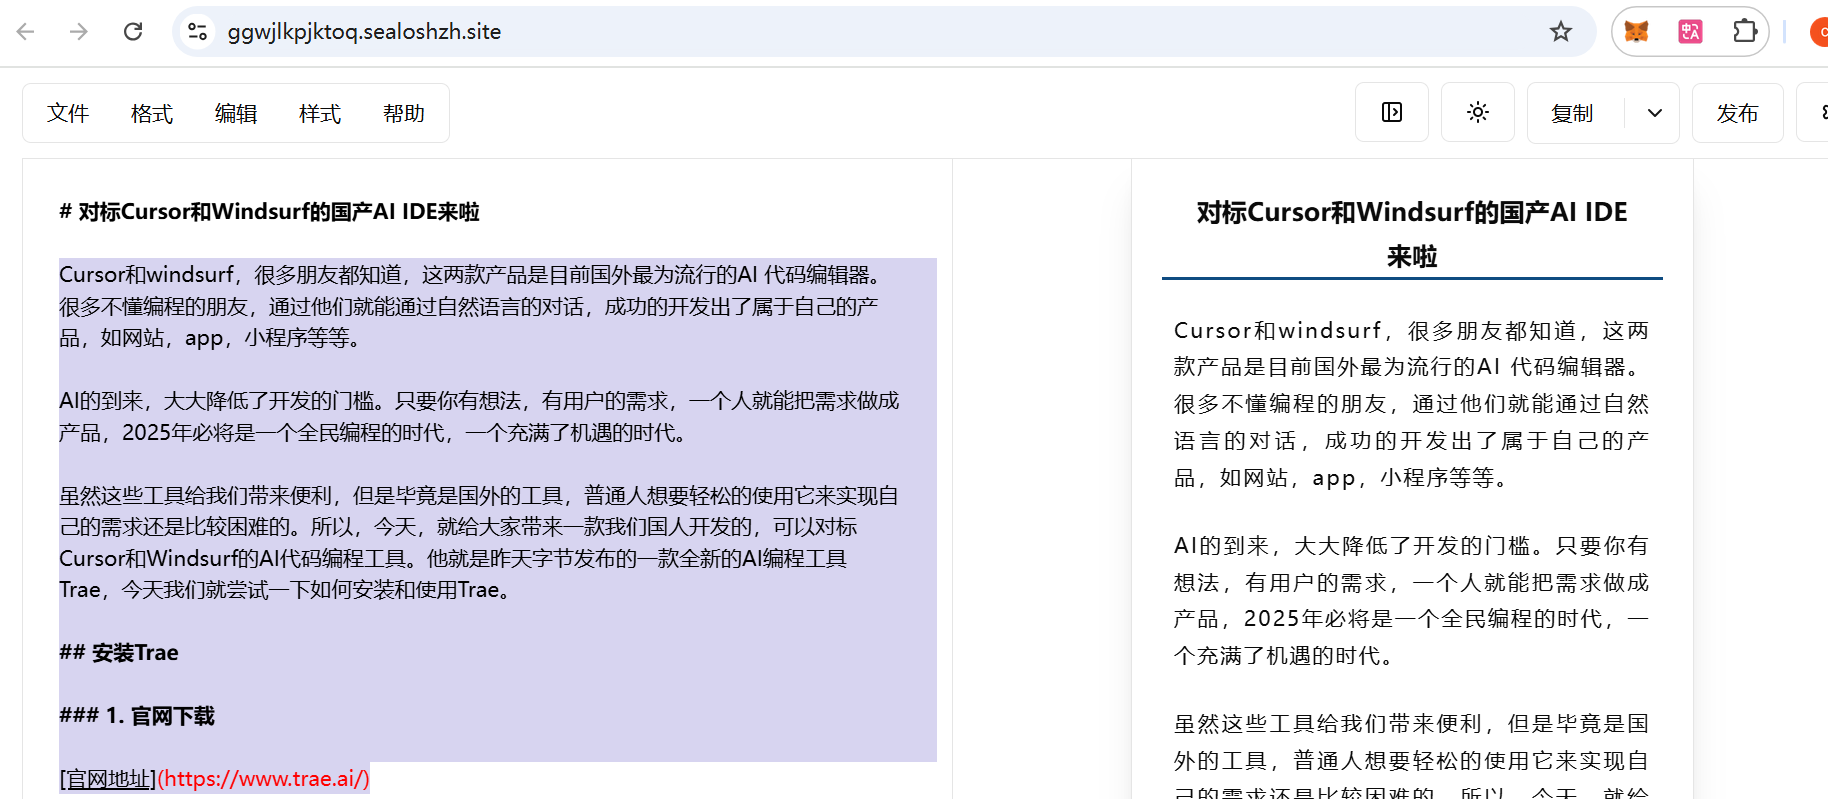 ggwjlkpjktoq.sealoshzh.site
文件 格式 编辑 样式 帮助
复制 发布
# 对标Cursor和Windsurf的国产AI IDE来啦
Cursor和windsurf，很多朋友都知道，这两款产品是目前国外最为流行的AI 代码编辑器。
很多不懂编程的朋友，通过他们就能通过自然语言的对话，成功的开发出了属于自己的产
品，如网站，app，小程序等等。
AI的到来，大大降低了开发的门槛。只要你有想法，有用户的需求，一个人就能把需求做成
产品，2025年必将是一个全民编程的时代，一个充满了机遇的时代。
虽然这些工具给我们带来便利，但是毕竟是国外的工具，普通人想要轻松的使用它来实现自
己的需求还是比较困难的。所以，今天，就给大家带来一款我们国人开发的，可以对标
Cursor和Windsurf的AI代码编程工具。他就是昨天字节发布的一款全新的AI编程工具
Trae，今天我们就尝试一下如何安装和使用Trae。
## 安装Trae
### 1. 官网下载
[官网地址](https://www.trae.ai/)
对标Cursor和Windsurf的国产AI IDE
来啦
Cursor和windsurf，很多朋友都知道，这两
款产品是目前国外最为流行的AI 代码编辑器。
很多不懂编程的朋友，通过他们就能通过自然
语言的对话，成功的开发出了属于自己的产
品，如网站，app，小程序等等。
AI的到来，大大降低了开发的门槛。只要你有
想法，有用户的需求，一个人就能把需求做成
产品，2025年必将是一个全民编程的时代，一
个充满了机遇的时代。
虽然这些工具给我们带来便利，但是毕竟是国
外的工具，普通人想要轻松的使用它来实现自
己的需求还是比较困难的。所以，今天，就给